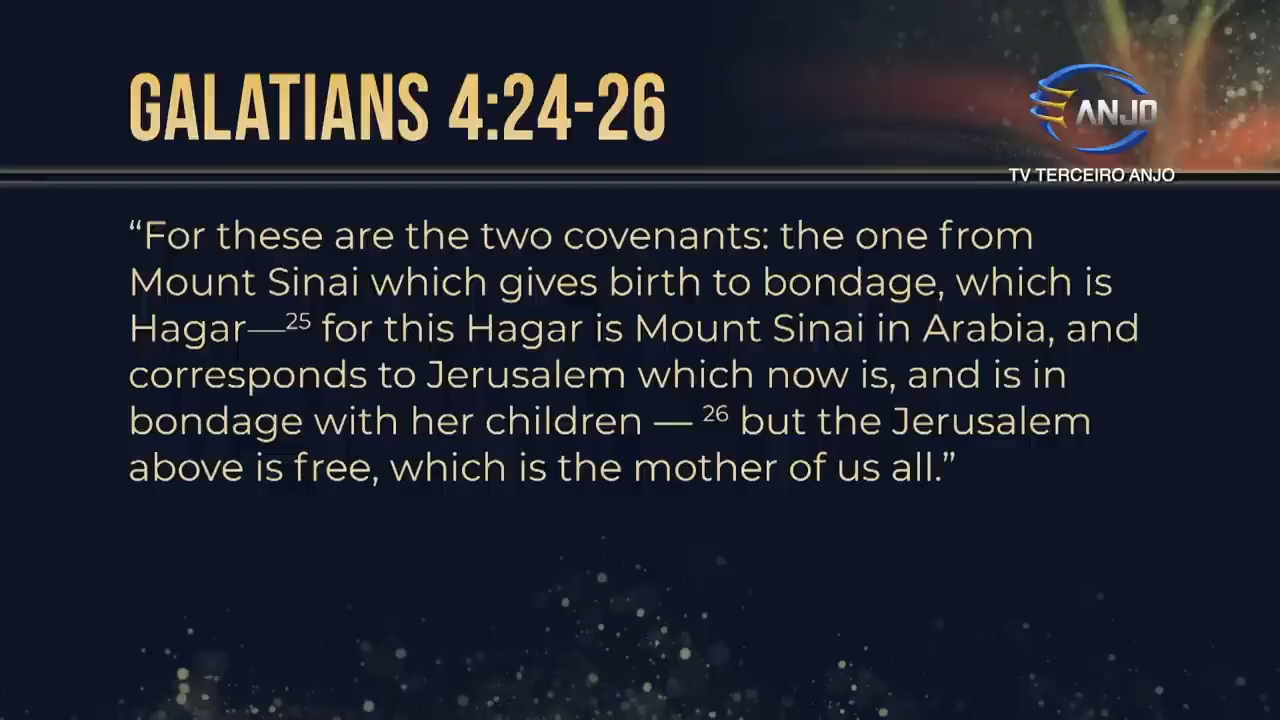 GALATIANS 4:24-26
ANJO
TV TERCEIRO ANJO
“For these are the two covenants: the one from
Mount Sinai which gives birth to bondage, which is
Hagar—²⁵ for this Hagar is Mount Sinai in Arabia, and
corresponds to Jerusalem which now is, and is in
bondage with her children — ²⁶ but the Jerusalem
above is free, which is the mother of us all.”